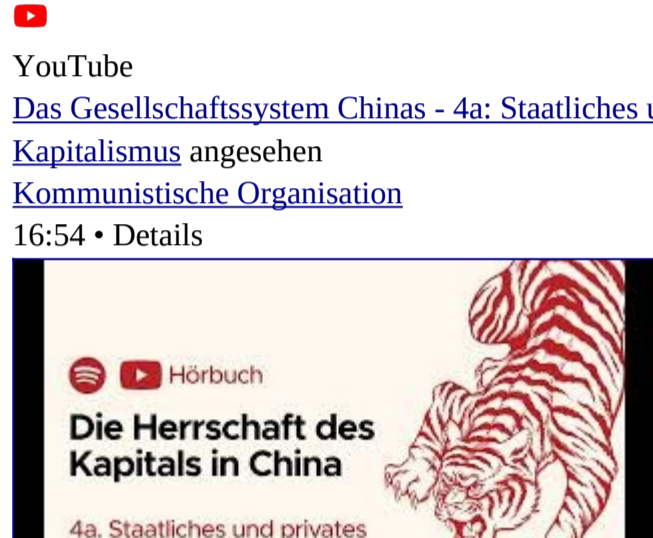 YouTube
Das Gesellschaftssystem Chinas - 4a: Staatliches
Kapitalismus angesehen
Kommunistische Organisation
16:54 • Details
Hörbuch
Die Herrschaft des
Kapitals in China
4a. Staatliches und privates